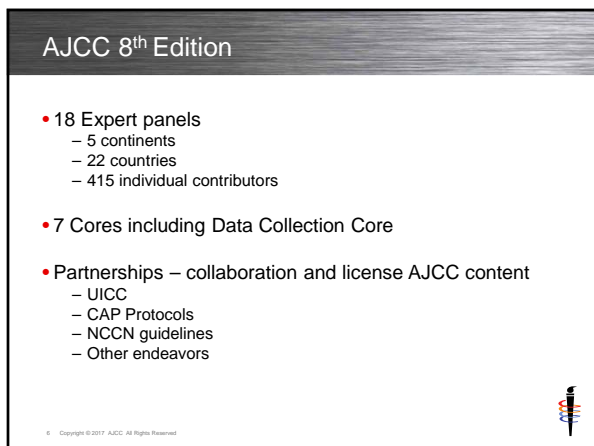 AJCC 8th Edition
• 18 Expert panels
– 5 continents
– 22 countries
– 415 individual contributors
• 7 Cores including Data Collection Core
• Partnerships – collaboration and license AJCC content
– UICC
– CAP Protocols
– NCCN guidelines
– Other endeavors
6 Copyright © 2017 AJCC All Rights Reserved